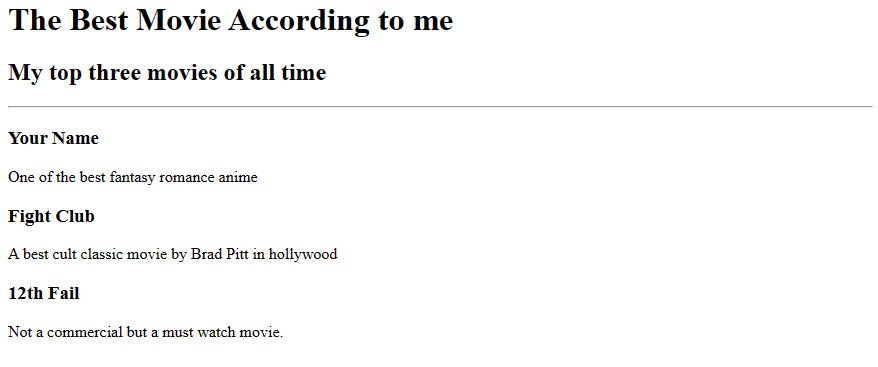 The Best Movie According to me
My top three movies of all time
Your Name
One of the best fantasy romance anime
Fight Club
A best cult classic movie by Brad Pitt in hollywood
12th Fail
Not a commercial but a must watch movie.